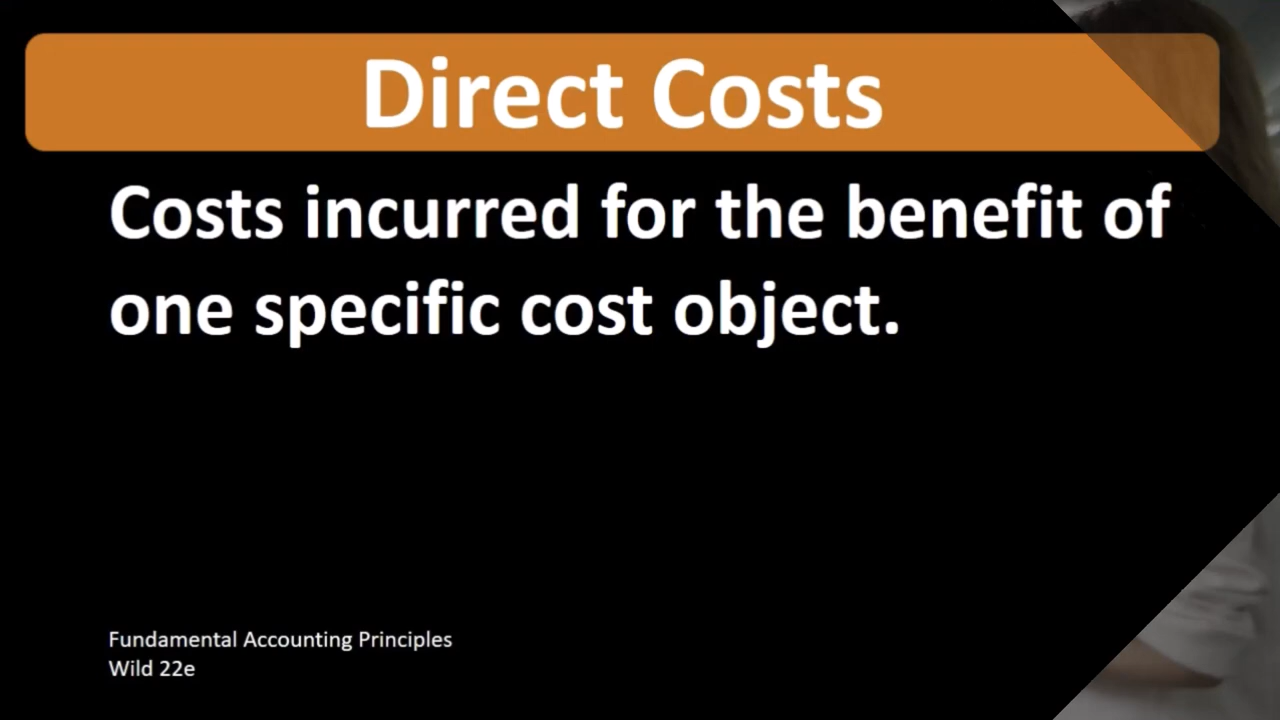 Direct Costs
Costs incurred for the benefit of
one specific cost object.
Fundamental Accounting Principles
Wild 22e